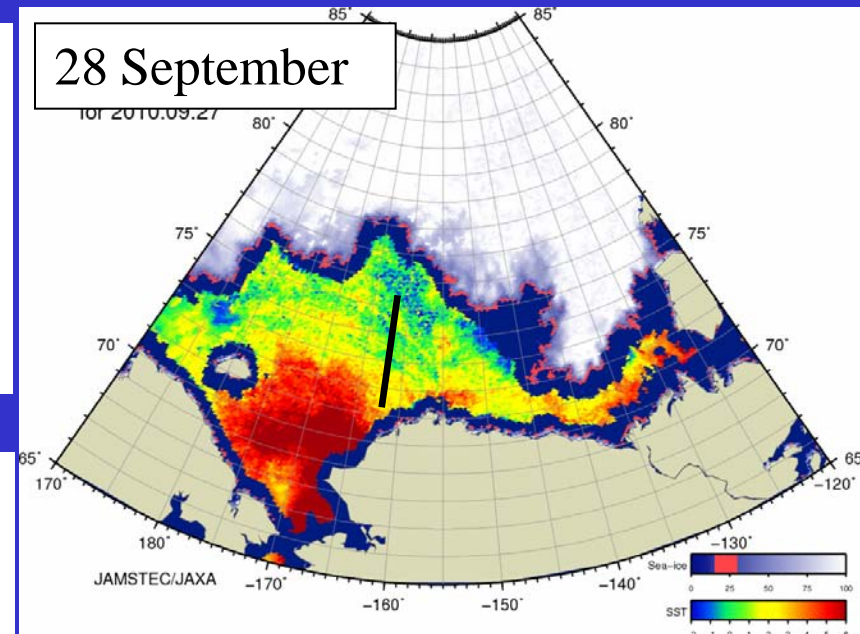 28 September
for 2010.09.27
85° 85°
80° 80°
75° 75°
70° 70°
65° 65
170° -120°
180° -130°
-170° -140°
-160° -150°
JAMSTEC/JAXA
Sea-ice
0 25 50 75 100
SST